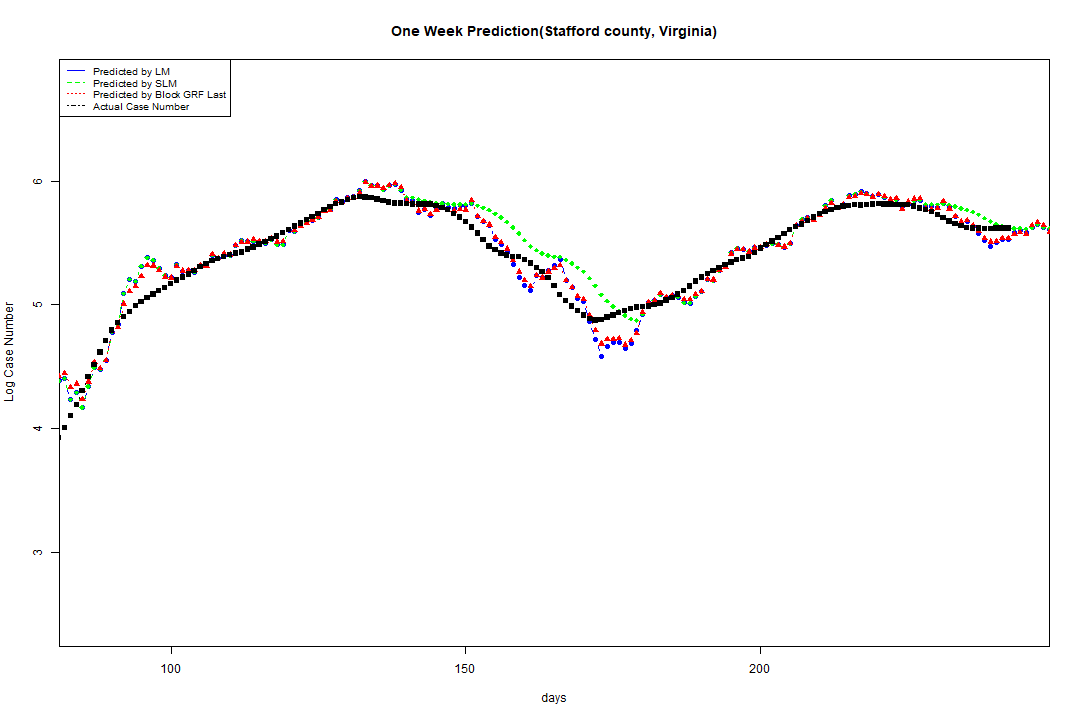 One Week Prediction(Stafford county, Virginia)
Predicted by LM
Predicted by SLM
Predicted by Block GRF Last
Actual Case Number
6
5
4
3
Log Case Number
100 150 200
days